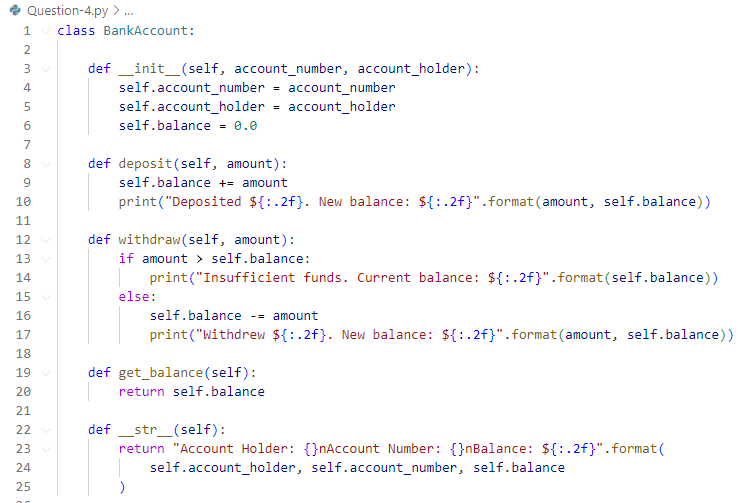 Question-4.py > ...
1 class BankAccount:
2
3     def __init__(self, account_number, account_holder):
4         self.account_number = account_number
5         self.account_holder = account_holder
6         self.balance = 0.0
7
8     def deposit(self, amount):
9         self.balance += amount
10         print("Deposited ${:.2f}. New balance: ${:.2f}".format(amount, self.balance))
11
12     def withdraw(self, amount):
13         if amount > self.balance:
14             print("Insufficient funds. Current balance: ${:.2f}".format(self.balance))
15         else:
16             self.balance -= amount
17             print("Withdrew ${:.2f}. New balance: ${:.2f}".format(amount, self.balance))
18
19     def get_balance(self):
20         return self.balance
21
22     def __str__(self):
23         return "Account Holder: {}nAccount Number: {}nBalance: ${:.2f}".format(
24             self.account_holder, self.account_number, self.balance
25         )